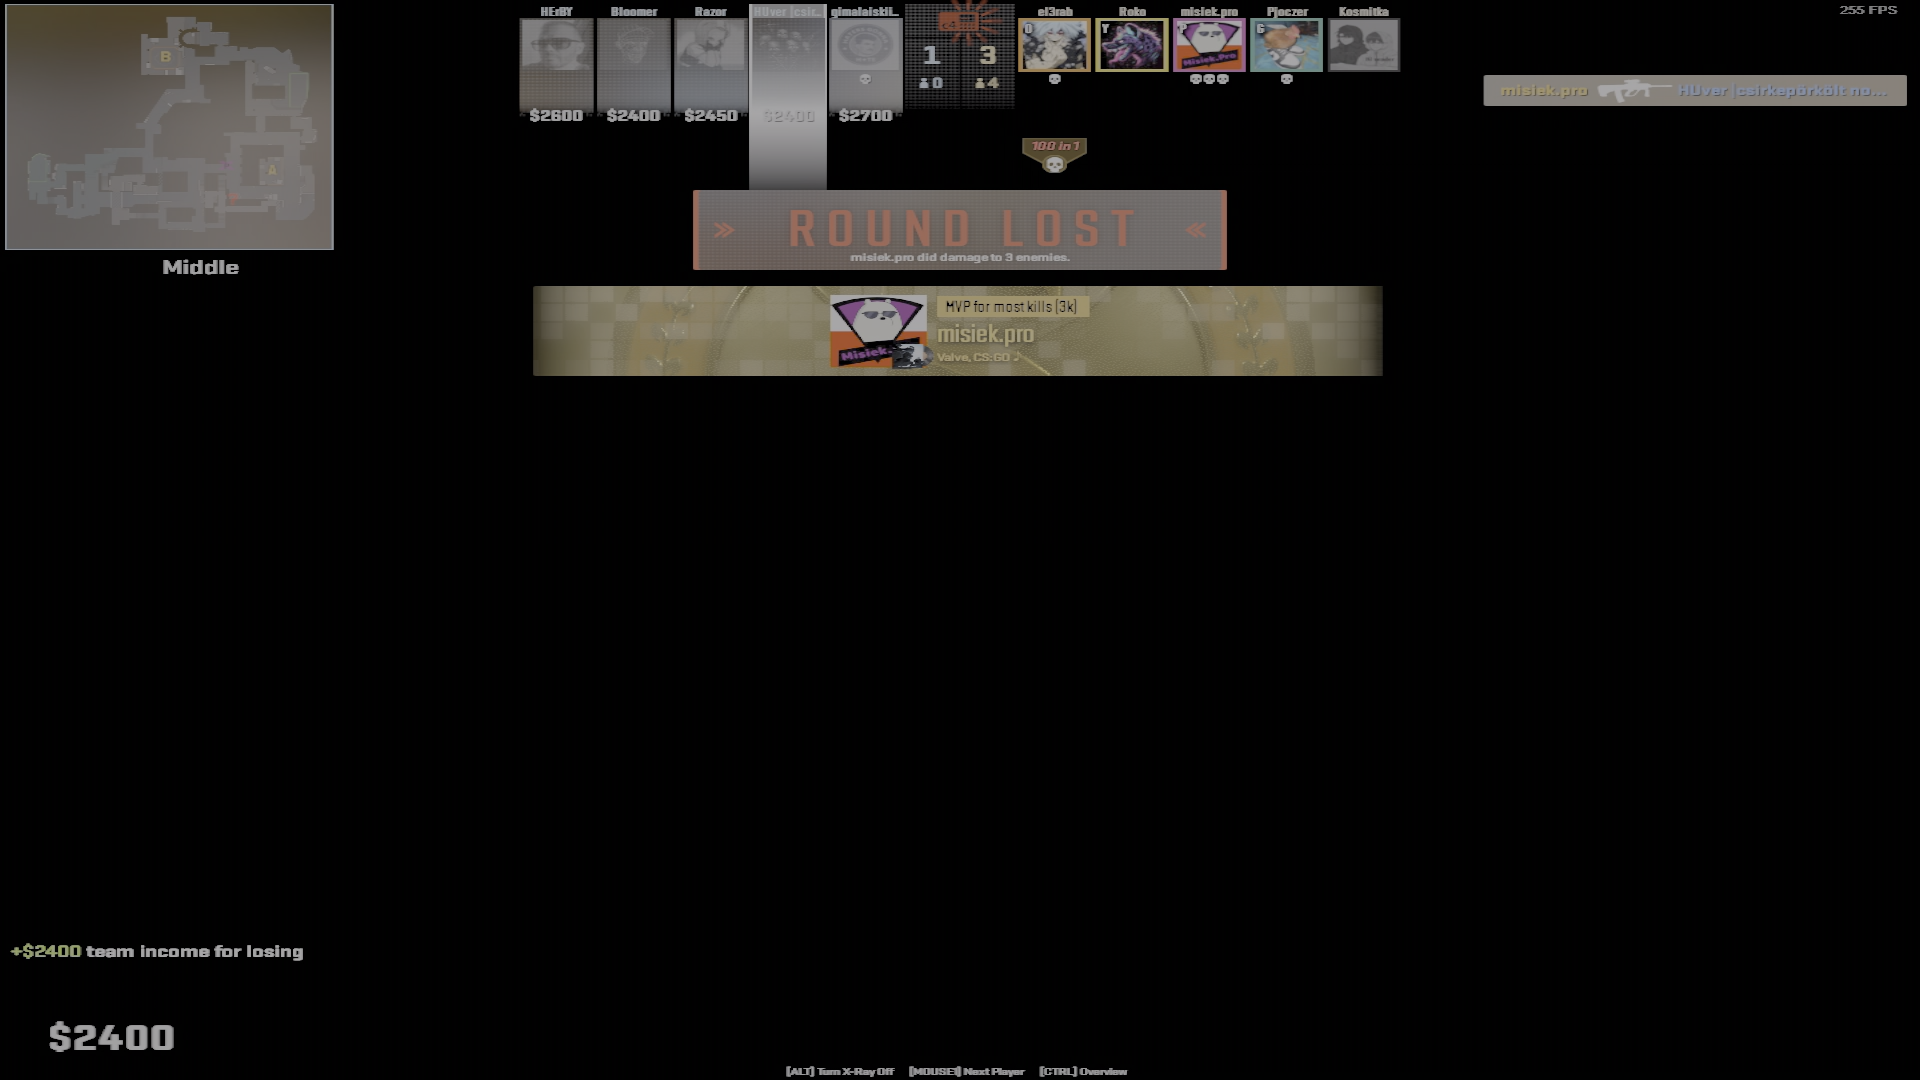 HErBY
Bloomer
Razor
HUver |csir...
gimalaistii...
el3rab
Roko
misiek.pro
Pjoczer
Kosmitka
255 FPS
B
A
1
3
0
4
O
Y
P
G
$2600
$2400
$2450
$2400
$2700
misiek.pro HUver |csirkepörkölt no...
100 in 1
ROUND LOST
misiek.pro did damage to 3 enemies.
Middle
MVP for most kills (3k)
misiek.pro
Valve, CS:GO
+$2400 team income for losing
$2400
[ALT] Turn X-Ray Off [MOUSE1] Next Player [CTRL] Overview